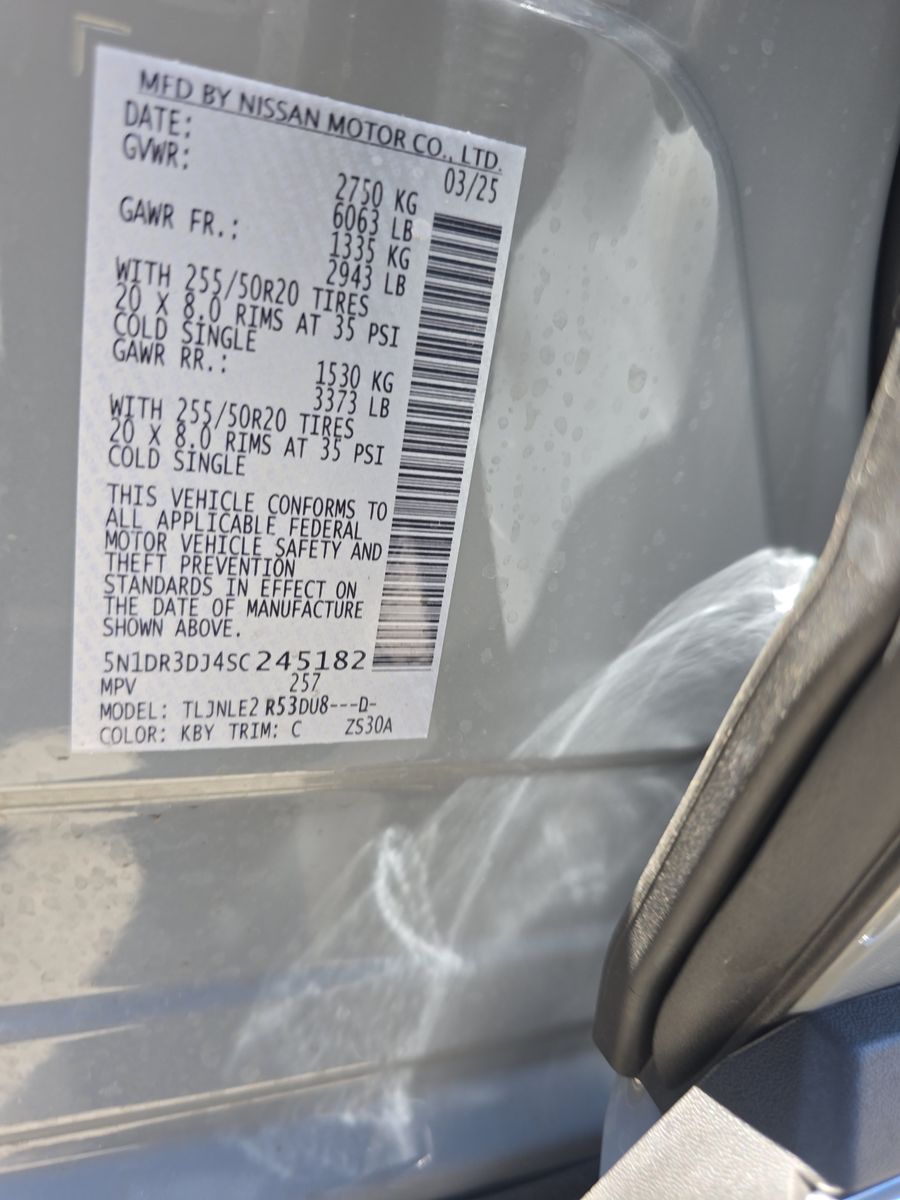 MFD BY NISSAN MOTOR CO., LTD.
DATE: 03/25
GVWR: 2750 KG
6063 LB
GAWR FR.: 1335 KG
2943 LB
WITH 255/50R20 TIRES
20 X 8.0 RIMS AT 35 PSI
COLD SINGLE
GAWR RR.: 1530 KG
3373 LB
WITH 255/50R20 TIRES
20 X 8.0 RIMS AT 35 PSI
COLD SINGLE
THIS VEHICLE CONFORMS TO
ALL APPLICABLE FEDERAL
MOTOR VEHICLE SAFETY AND
THEFT PREVENTION
STANDARDS IN EFFECT ON
THE DATE OF MANUFACTURE
SHOWN ABOVE.
5N1DR3DJ4SC245182
MPV 257
MODEL: TLJNLE2 R53DU8---D-
COLOR: KBY TRIM: C ZS30A